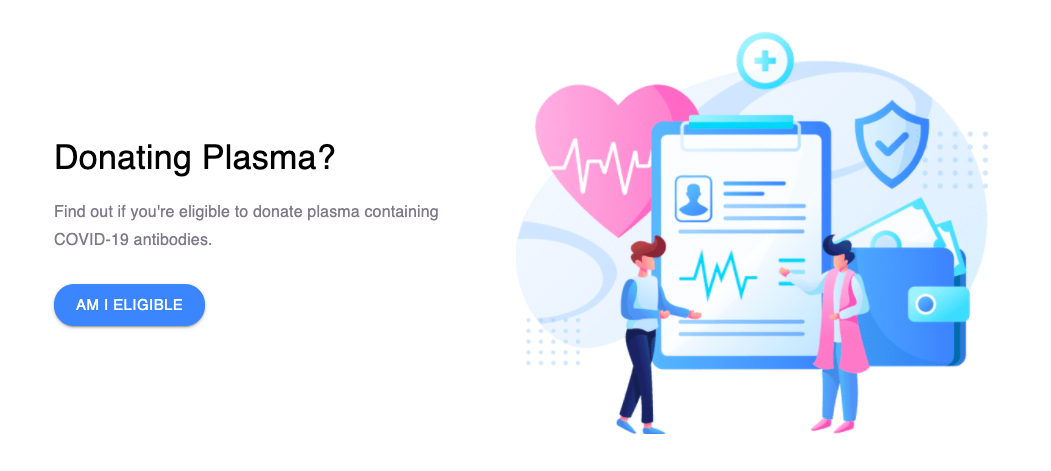 Donating Plasma?
Find out if you're eligible to donate plasma containing
COVID-19 antibodies.
AM I ELIGIBLE